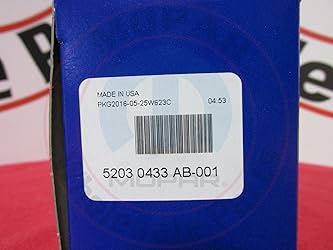 MADE IN USA
PKG2016-05-25W623C 04:53
5203 0433 AB-001
MOPAR